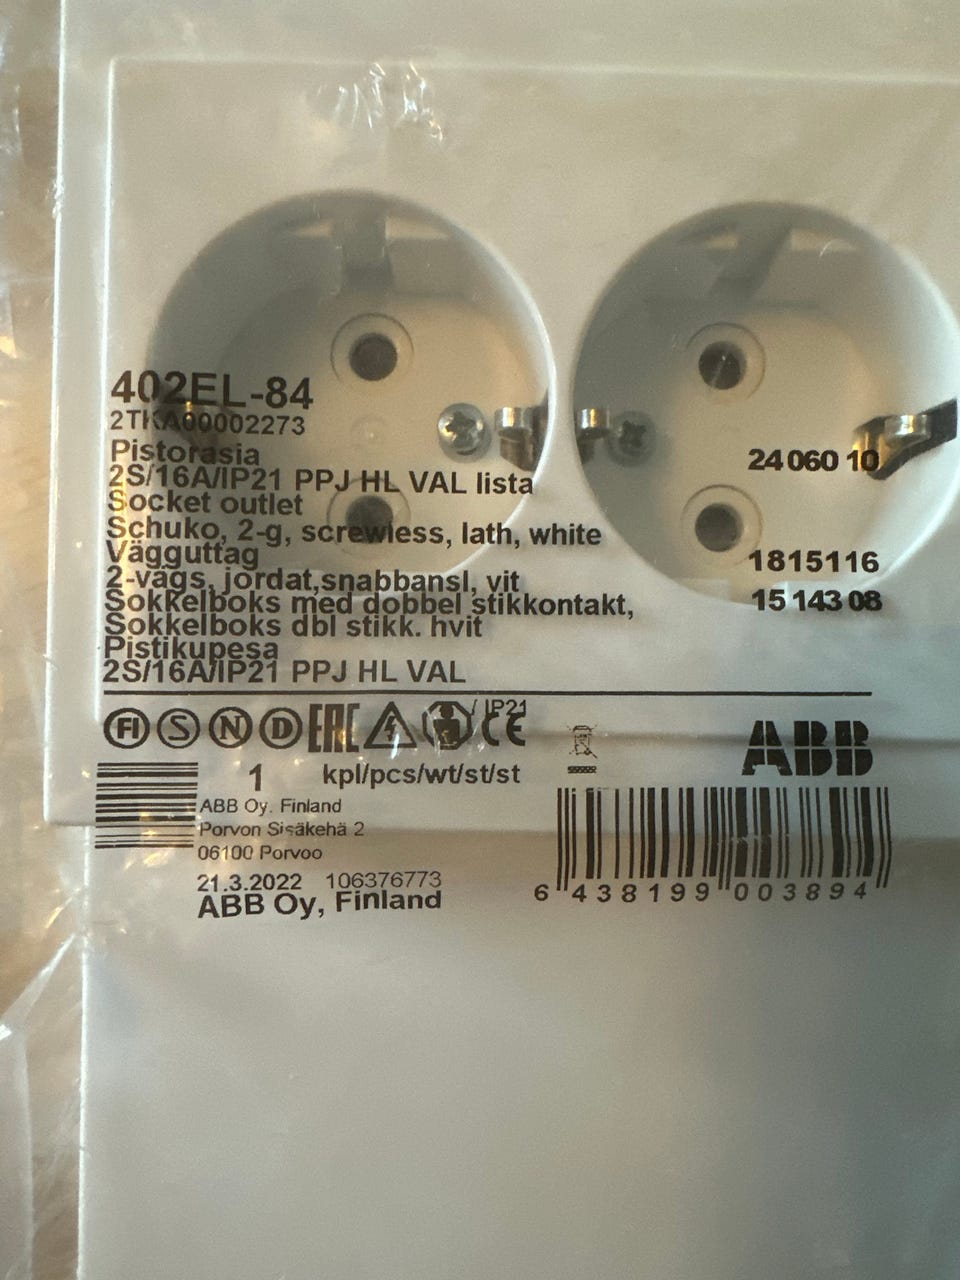 402EL-84
2TKA00002273
Pistorasia
2S/16A/IP21 PPJ HL VAL lista
24 060 10
Socket outlet
Schuko, 2-g, screwless, lath, white
Vägguttag
1815116
2-vägs, jordat,snabbansl, vit
Sokkelboks med dobbel stikkontakt,
15 143 08
Sokkelboks dbl stikk. hvit
Pistikupesa
2S/16A/IP21 PPJ HL VAL
FI S N D EAC / IP21 CE
ABB
1 kpl/pcs/wt/st/st
ABB Oy. Finland
Porvon Sisäkehä 2
06100 Porvoo
21.3.2022 106376773
ABB Oy, Finland
6 438199 003894